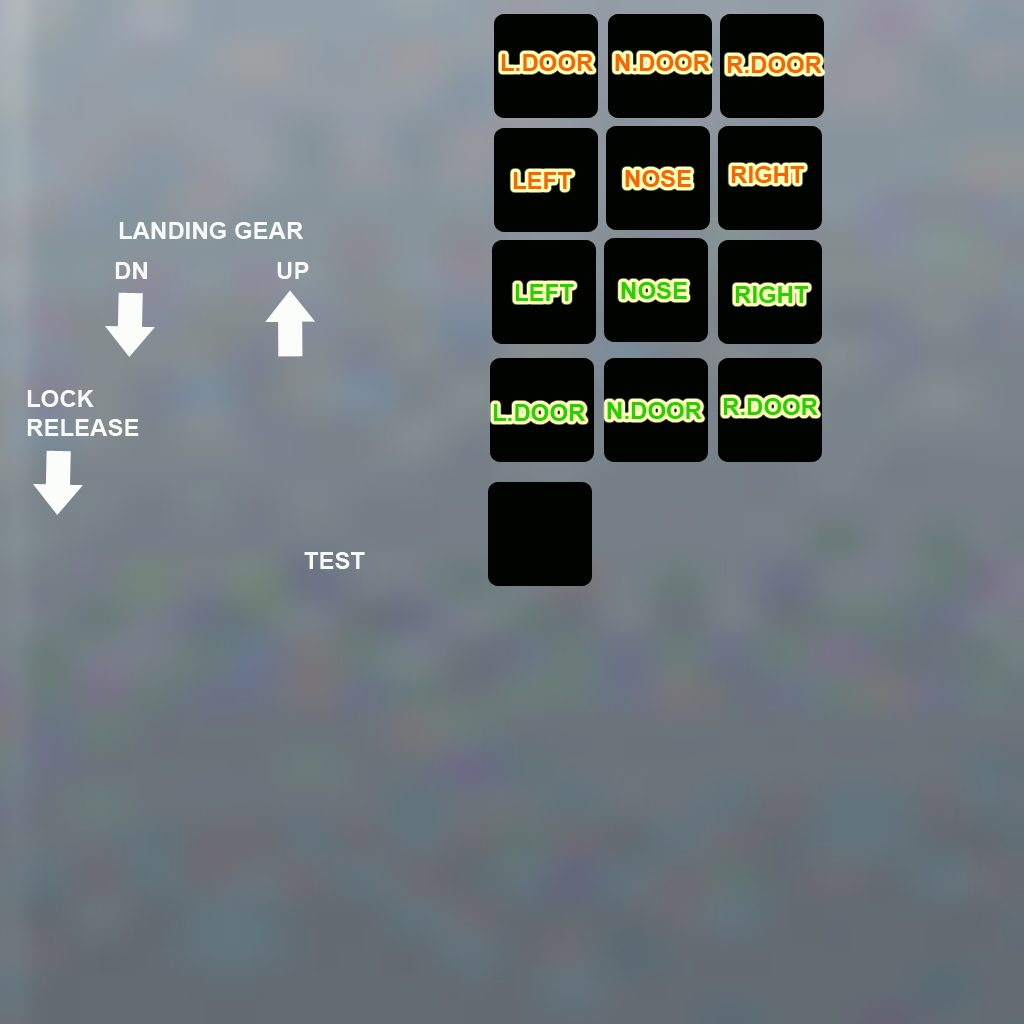 L.DOOR N.DOOR R.DOOR
LEFT NOSE RIGHT
LANDING GEAR
DN UP
LEFT NOSE RIGHT
LOCK
RELEASE
L.DOOR N.DOOR R.DOOR
TEST